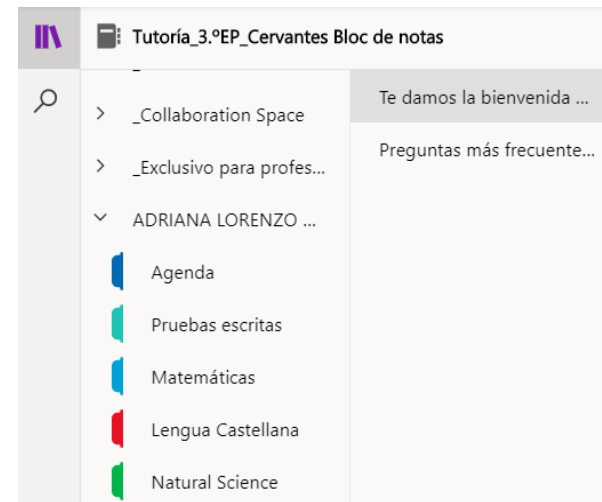 Tutoría_3.ºEP_Cervantes Bloc de notas
_Collaboration Space
_Exclusivo para profes...
ADRIANA LORENZO ...
Agenda
Pruebas escritas
Matemáticas
Lengua Castellana
Natural Science
Te damos la bienvenida ...
Preguntas más frecuente...